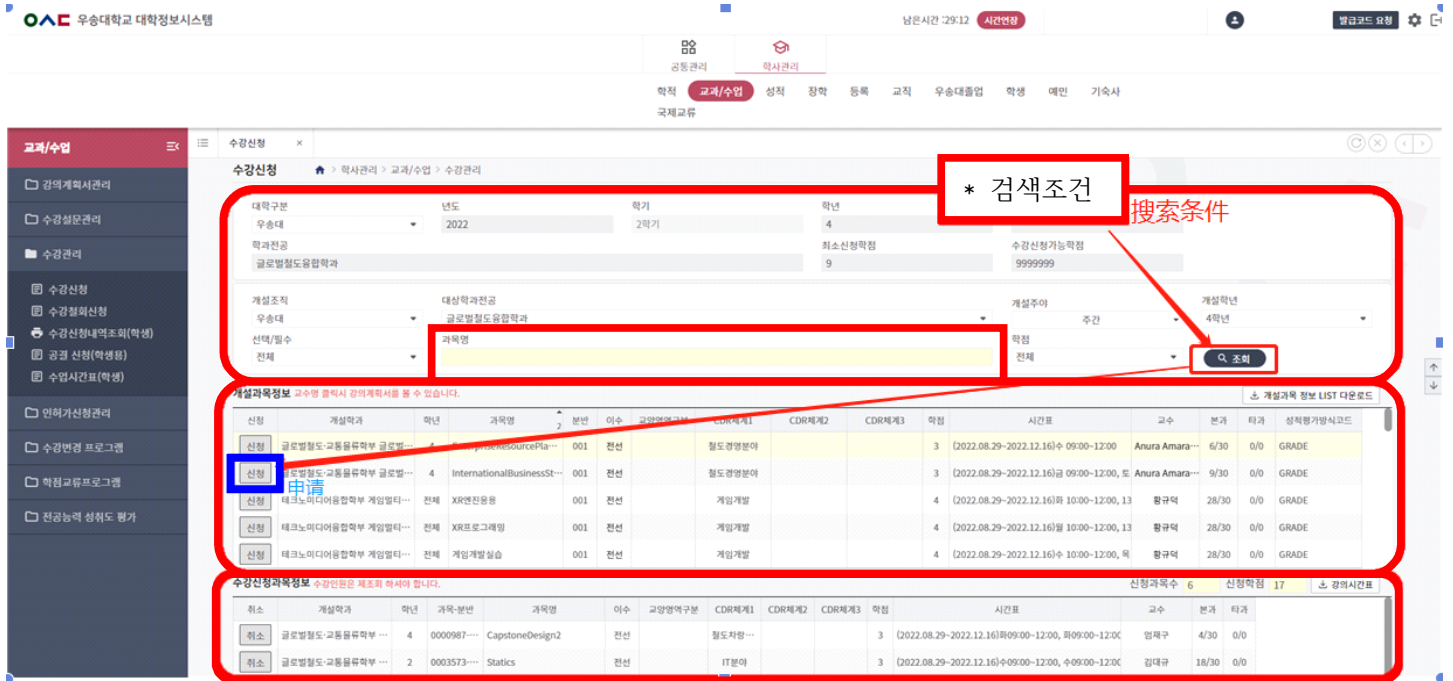 우송대학교 대학정보시스템 남은시간 :29:12 시간연장 발급코드 요청
공통관리 학사관리
학적 교과/수업 성적 장학 등록 교직 우송대졸업 학생 예민 기숙사
국제교류
교과/수업
강의계획서관리
수강설문관리
수강관리
수강신청
수강철회신청
수강신청내역조회(학생)
공결 신청(학생용)
수업시간표(학생)
인허가신청관리
수강변경 프로그램
학점교류프로그램
전공능력 성취도 평가
수강신청 ×
수강신청 > 학사관리 > 교과/수업 > 수강관리
* 검색조건
搜索条件
대학구분 년도 학기 학년
우송대 2022 2학기 4
학과전공 최소신청학점 수강신청가능학점
글로벌철도융합학과 9 9999999
개설조직 대상학과전공 개설주야 개설학년
우송대 글로벌철도융합학과 주간 4학년
선택/필수 과목명 학점
전체 전체 조회
개설과목정보 교수명 클릭시 강의계획서를 볼 수 있습니다. 개설과목 정보 LIST 다운로드
신청 개설학과 학년 과목명 2 분반 이수 교양영역구분 CDR체계1 CDR체계2 CDR체계3 학점 시간표 교수 본과 타과 성적평가방식코드
신청 글로벌철도·교통물류학부 글로벌··· 4 EnterpriseResourcePla··· 001 전선 철도경영분야 3 (2022.08.29~2022.12.16)수 09:00~12:00 Anura Amara··· 6/30 0/0 GRADE
신청 글로벌철도·교통물류학부 글로벌··· 4 InternationalBusinessSt··· 001 전선 철도경영분야 3 (2022.08.29~2022.12.16)금 09:00~12:00, 토 Anura Amara··· 9/30 0/0 GRADE
申请
신청 테크노미디어융합학부 게임멀티··· 전체 XR엔진응용 001 전선 게임개발 4 (2022.08.29~2022.12.16)화 10:00~12:00, 13 황규덕 28/30 0/0 GRADE
신청 테크노미디어융합학부 게임멀티··· 전체 XR프로그래밍 001 전선 게임개발 4 (2022.08.29~2022.12.16)월 10:00~12:00, 13 황규덕 28/30 0/0 GRADE
신청 테크노미디어융합학부 게임멀티··· 전체 게임개발실습 001 전선 게임개발 4 (2022.08.29~2022.12.16)수 10:00~12:00, 목 황규덕 28/30 0/0 GRADE
수강신청과목정보 수강인원은 재조회 하셔야 합니다. 신청과목수 6 신청학점 17 강의시간표
취소 개설학과 학년 과목-분반 과목명 이수 교양영역구분 CDR체계1 CDR체계2 CDR체계3 학점 시간표 교수 본과 타과
취소 글로벌철도·교통물류학부 ··· 4 0000987-··· CapstoneDesign2 전선 철도차량··· 3 (2022.08.29~2022.12.16)화09:00~12:00, 화09:00~12:00 엄재구 4/30 0/0
취소 글로벌철도·교통물류학부 ··· 2 0003573-··· Statics 전선 IT분야 3 (2022.08.29~2022.12.16)수09:00~12:00, 수09:00~12:00 김대규 18/30 0/0